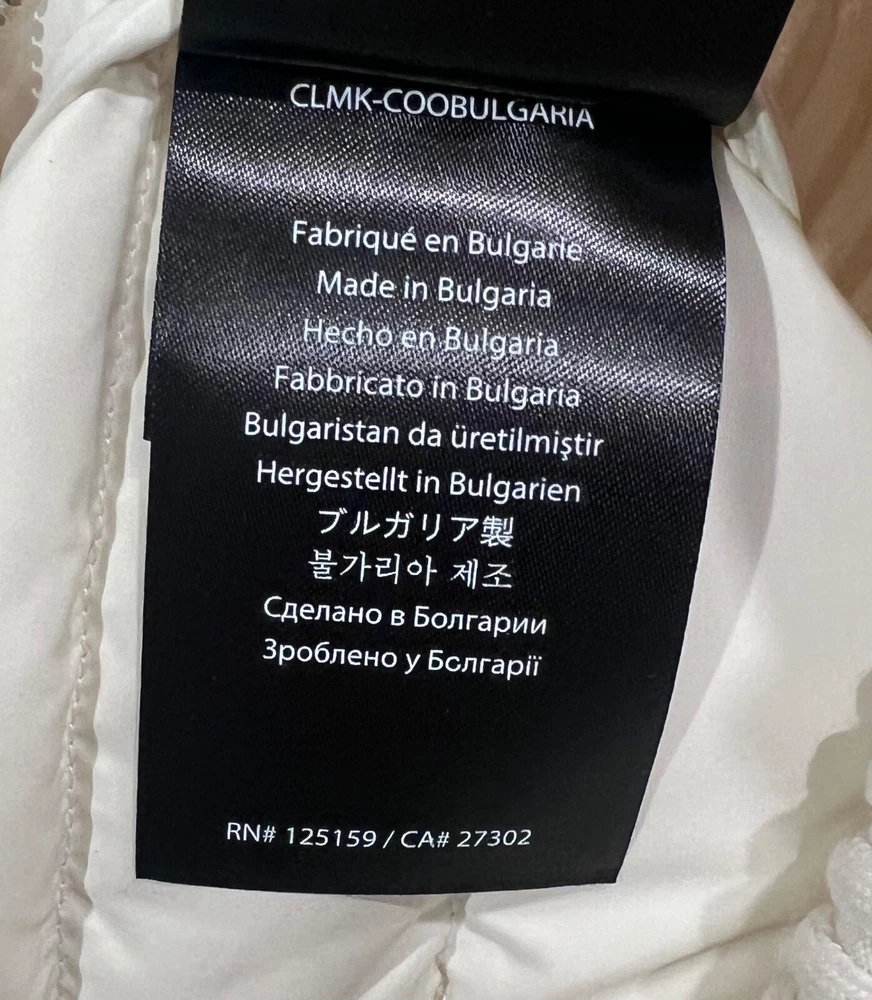 CLMK-COOBULGARIA
Fabriqué en Bulgarie
Made in Bulgaria
Hecho en Bulgaria
Fabbricato in Bulgaria
Bulgaristan da üretilmiştir
Hergestellt in Bulgarien
ブルガリア製
불가리아 제조
Сделано в Болгарии
Зроблено у Болгарії
RN# 125159 / CA# 27302